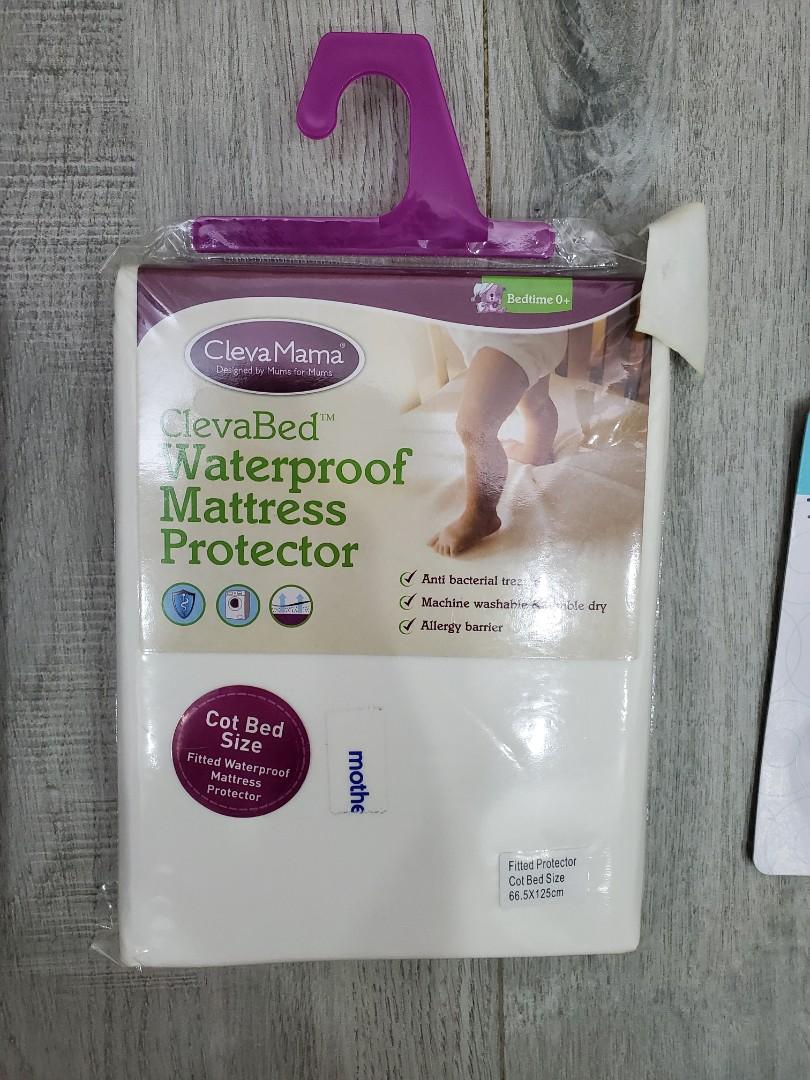 Bedtime 0+
ClevaMama®
Designed by Mums for Mums
ClevaBed™
Waterproof
Mattress
Protector
Anti bacterial
Machine washable & dry
Allergy barrier
Cot Bed
Size
Fitted Waterproof
Mattress
Protector
mothe
Fitted Protector
Cot Bed Size
66.5X125cm